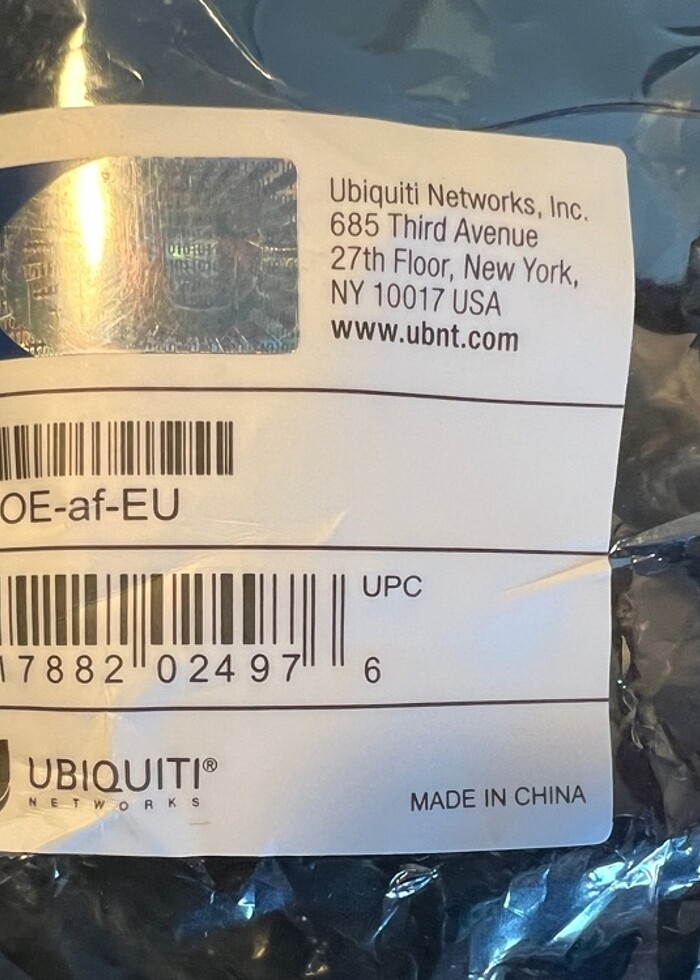 Ubiquiti Networks, Inc.
685 Third Avenue
27th Floor, New York,
NY 10017 USA
www.ubnt.com
OE-af-EU
UPC
17882 02497 6
UBIQUITI®
NETWORKS
MADE IN CHINA